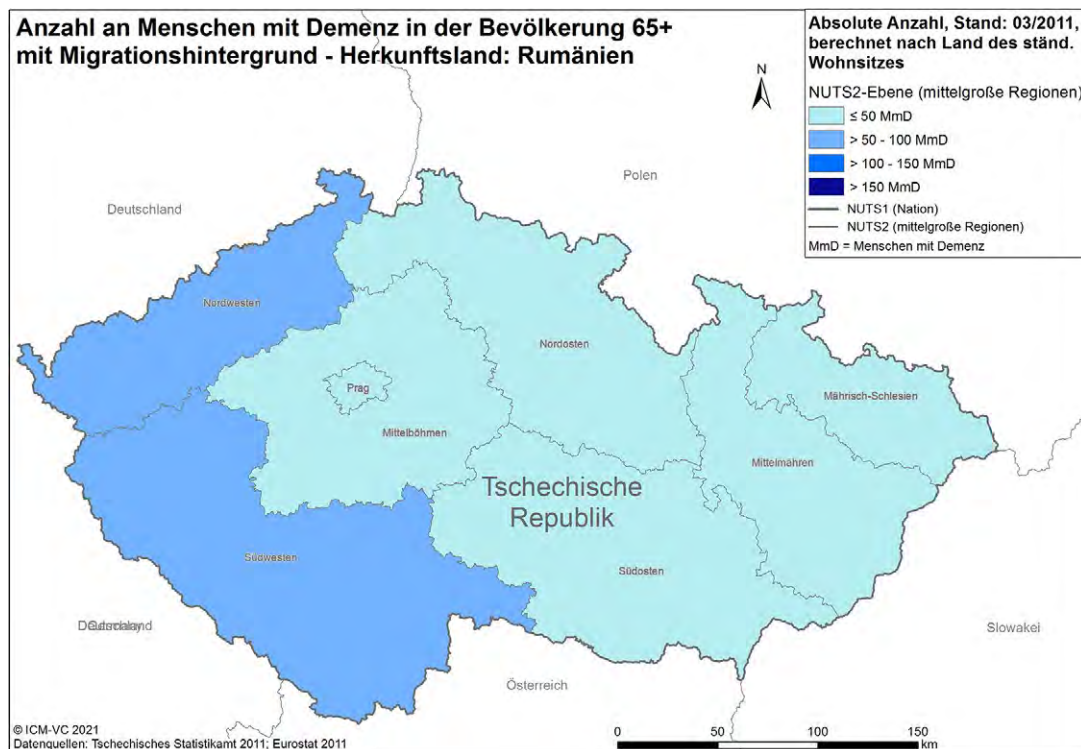 Anzahl an Menschen mit Demenz in der Bevölkerung 65+
mit Migrationshintergrund - Herkunftsland: Rumänien
Absolute Anzahl, Stand: 03/2011,
berechnet nach Land des ständ.
Wohnsitzes
NUTS2-Ebene (mittelgroße Regionen)
≤ 50 MmD
> 50 - 100 MmD
> 100 - 150 MmD
> 150 MmD
NUTS1 (Nation)
NUTS2 (mittelgroße Regionen)
MmD = Menschen mit Demenz
N
Polen
Deutschland
Nordwesten
Nordosten
Prag
Mährisch-Schlesien
Mittelböhmen
Mittelmähren
Tschechische
Republik
Südwesten
Südosten
Slowakei
Österreich
© ICM-VC 2021
Datenquellen: Tschechisches Statistikamt 2011; Eurostat 2011
0 50 100 150
km